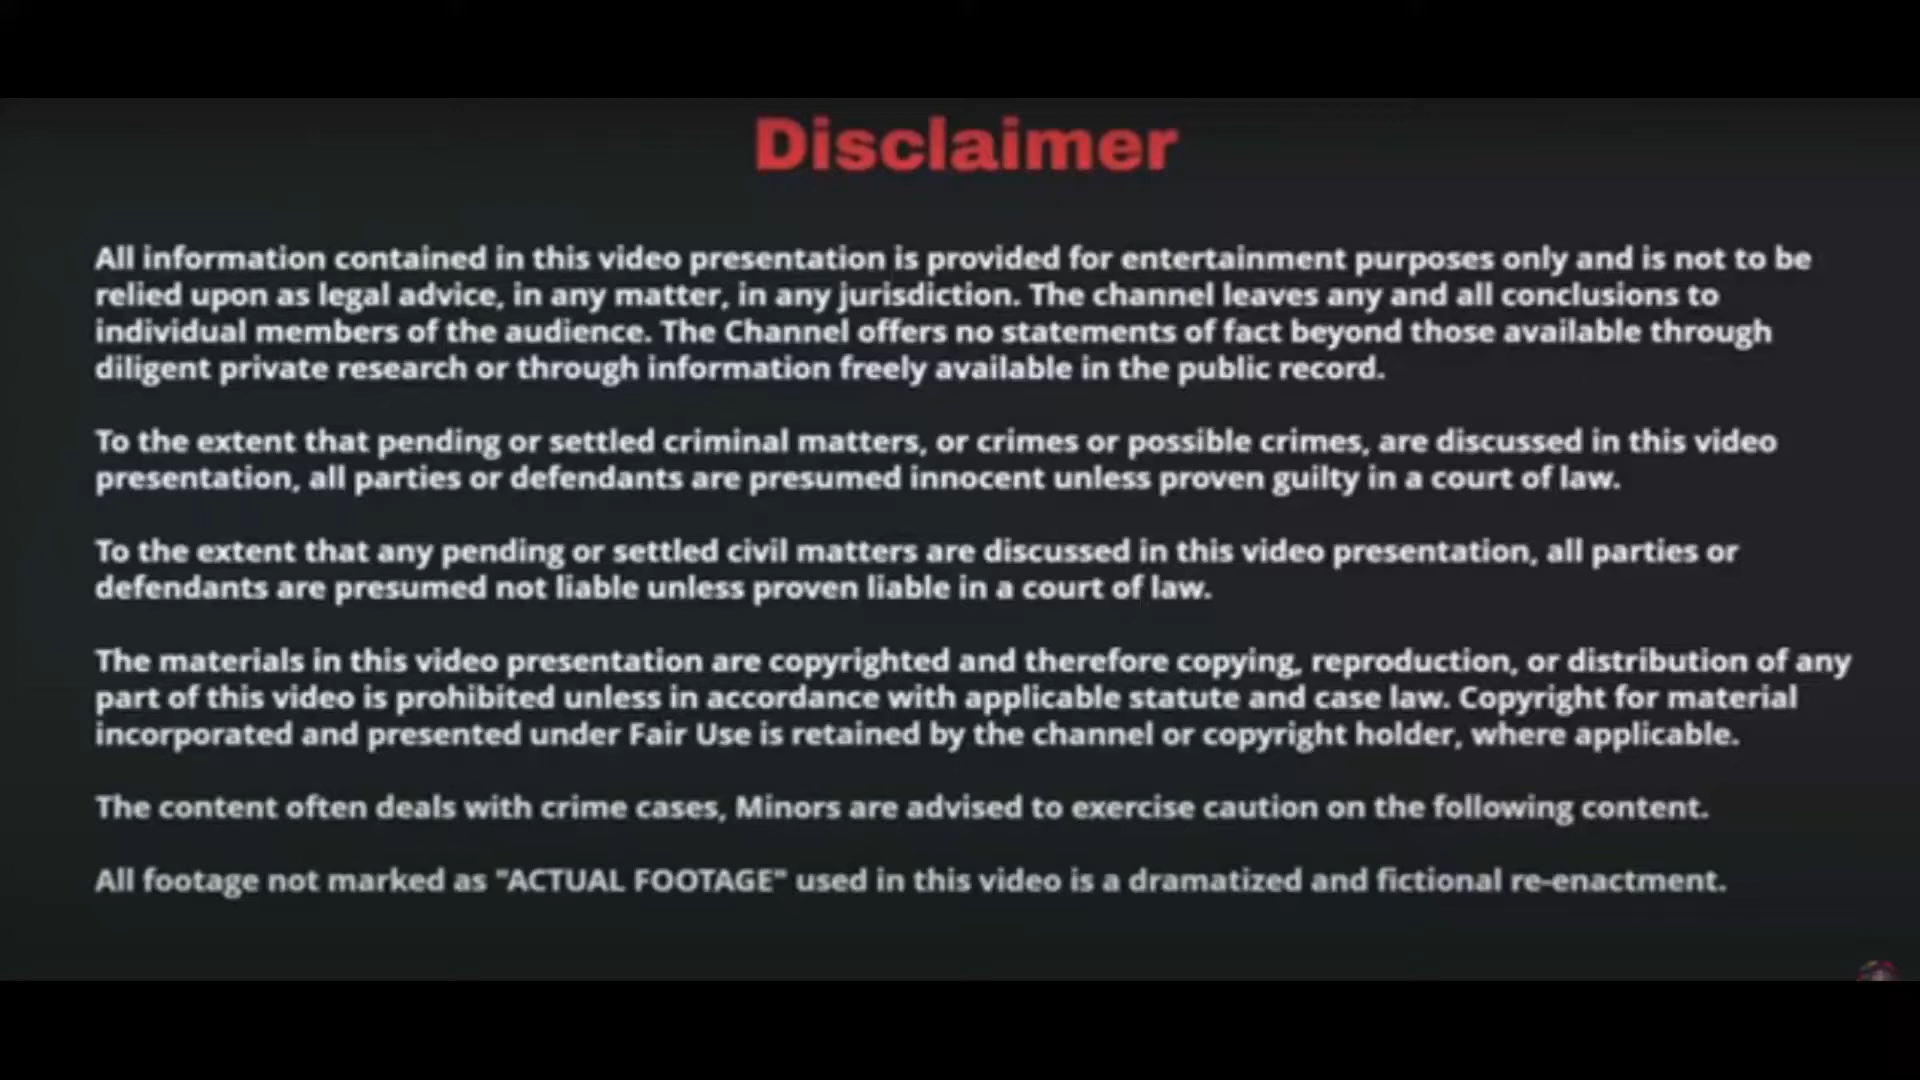 Disclaimer
All information contained in this video presentation is provided for entertainment purposes only and is not to be
relied upon as legal advice, in any matter, in any jurisdiction. The channel leaves any and all conclusions to
individual members of the audience. The Channel offers no statements of fact beyond those available through
diligent private research or through information freely available in the public record.
To the extent that pending or settled criminal matters, or crimes or possible crimes, are discussed in this video
presentation, all parties or defendants are presumed innocent unless proven guilty in a court of law.
To the extent that any pending or settled civil matters are discussed in this video presentation, all parties or
defendants are presumed not liable unless proven liable in a court of law.
The materials in this video presentation are copyrighted and therefore copying, reproduction, or distribution of any
part of this video is prohibited unless in accordance with applicable statute and case law. Copyright for material
incorporated and presented under Fair Use is retained by the channel or copyright holder, where applicable.
The content often deals with crime cases, Minors are advised to exercise caution on the following content.
All footage not marked as "ACTUAL FOOTAGE" used in this video is a dramatized and fictional re-enactment.